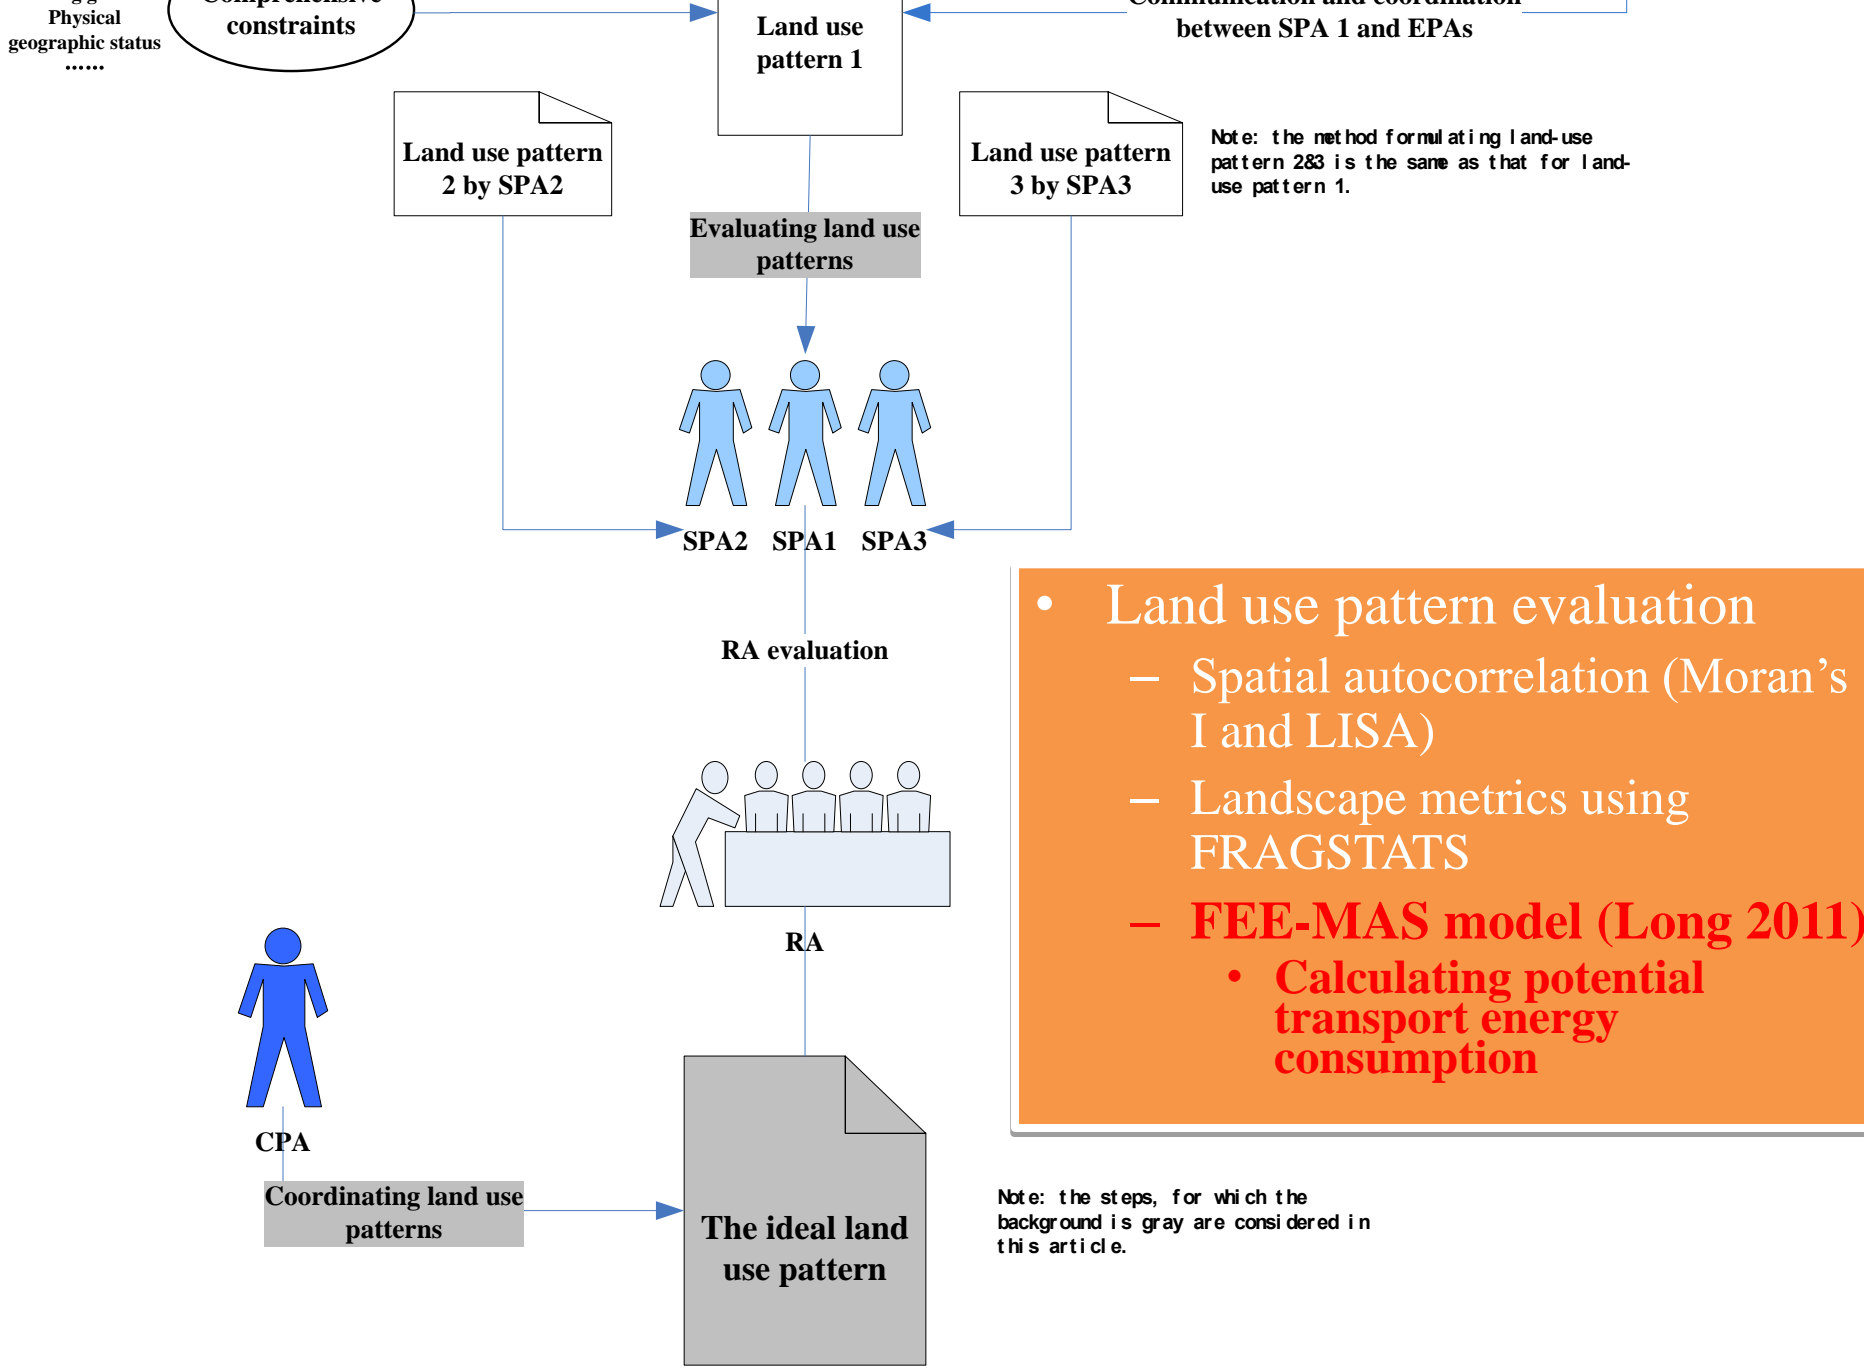 Physical
geographic status
......
constraints
Land use
pattern 1
between SPA 1 and EPAs
Land use pattern
2 by SPA2
Land use pattern
3 by SPA3
Note: the method formulating land-use
pattern 2&3 is the same as that for land-
use pattern 1.
Evaluating land use
patterns
SPA2 SPA1 SPA3
RA evaluation
• Land use pattern evaluation
– Spatial autocorrelation (Moran’s
I and LISA)
– Landscape metrics using
FRAGSTATS
– FEE-MAS model (Long 2011)
• Calculating potential
transport energy
consumption
RA
CPA
Coordinating land use
patterns
The ideal land
use pattern
Note: the steps, for which the
background is gray are considered in
this article.